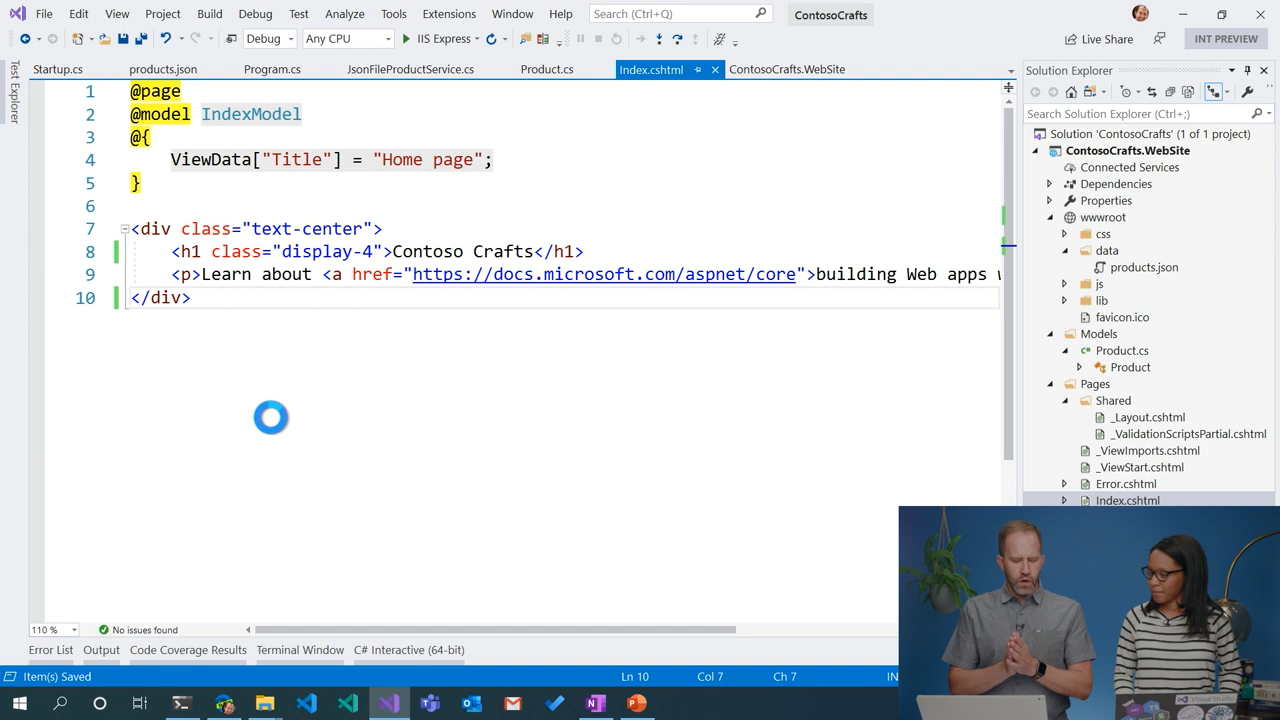 File Edit View Project Build Debug Test Analyze Tools Extensions Window Help Search (Ctrl+Q) ContosoCrafts
Debug Any CPU IIS Express Live Share INT PREVIEW
Test Explorer
Startup.cs products.json Program.cs JsonFileProductService.cs Product.cs Index.cshtml ContosoCrafts.WebSite
1 @page
2 @model IndexModel
3 @{
4 ViewData["Title"] = "Home page";
5 }
6
7 <div class="text-center">
8 <h1 class="display-4">Contoso Crafts</h1>
9 <p>Learn about <a href="https://docs.microsoft.com/aspnet/core">building Web apps w
10 </div>
110 % No issues found
Error List Output Code Coverage Results Terminal Window C# Interactive (64-bit)
Item(s) Saved Ln 10 Col 7 Ch 7 IN
Solution Explorer
Search Solution Explorer (Ctrl+;)
Solution 'ContosoCrafts' (1 of 1 project)
ContosoCrafts.WebSite
Connected Services
Dependencies
Properties
wwwroot
css
data
products.json
js
lib
favicon.ico
Models
Product.cs
Product
Pages
Shared
_Layout.cshtml
_ValidationScriptsPartial.cshtml
_ViewImports.cshtml
_ViewStart.cshtml
Error.cshtml
Index.cshtml
Visual Studio